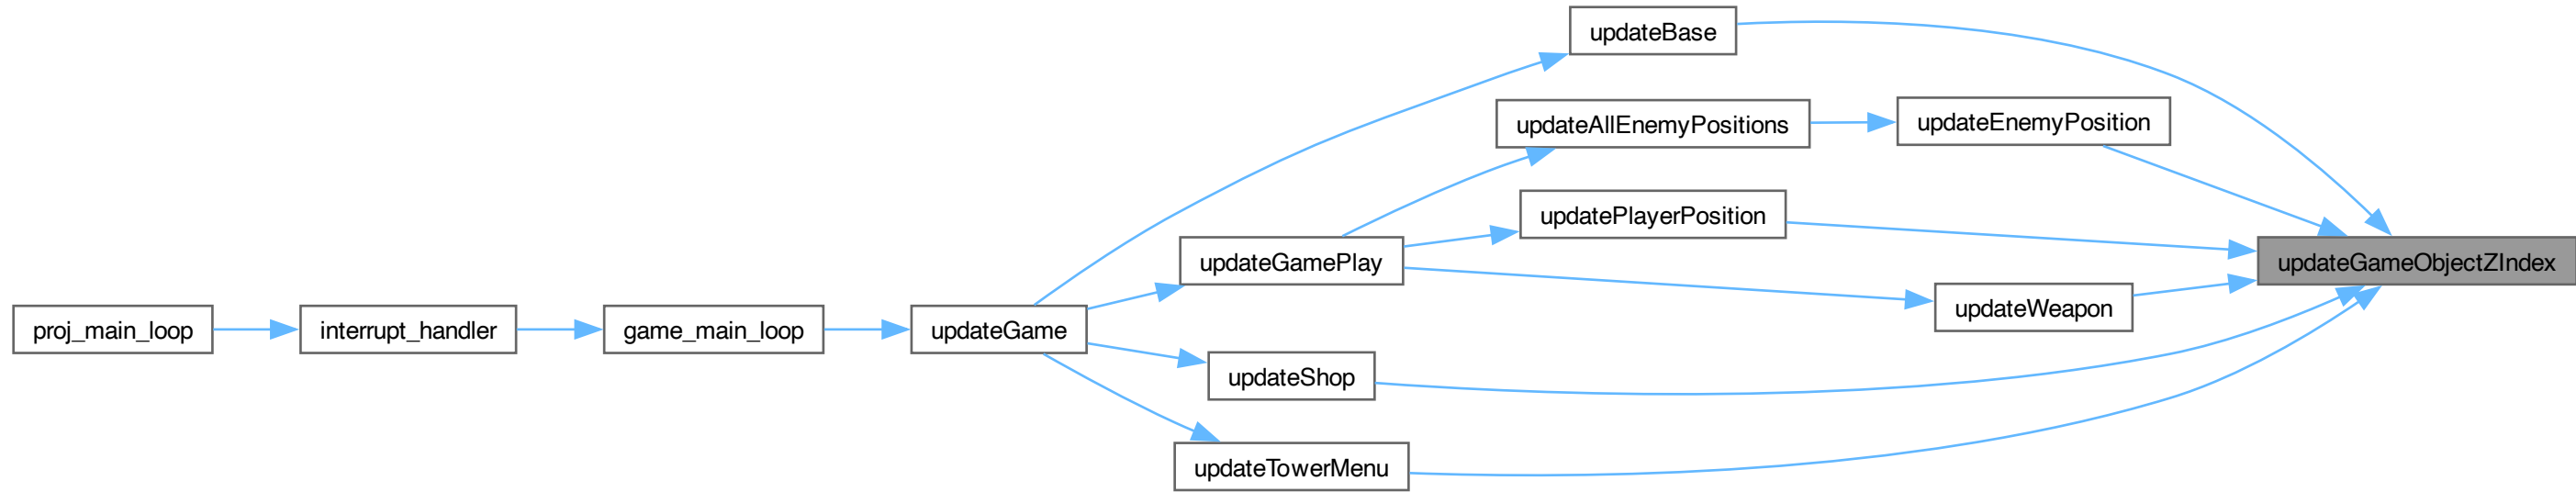 updateBase
updateAllEnemyPositions
updateEnemyPosition
updatePlayerPosition
updateGamePlay
updateGameObjectZIndex
updateWeapon
proj_main_loop
interrupt_handler
game_main_loop
updateGame
updateShop
updateTowerMenu